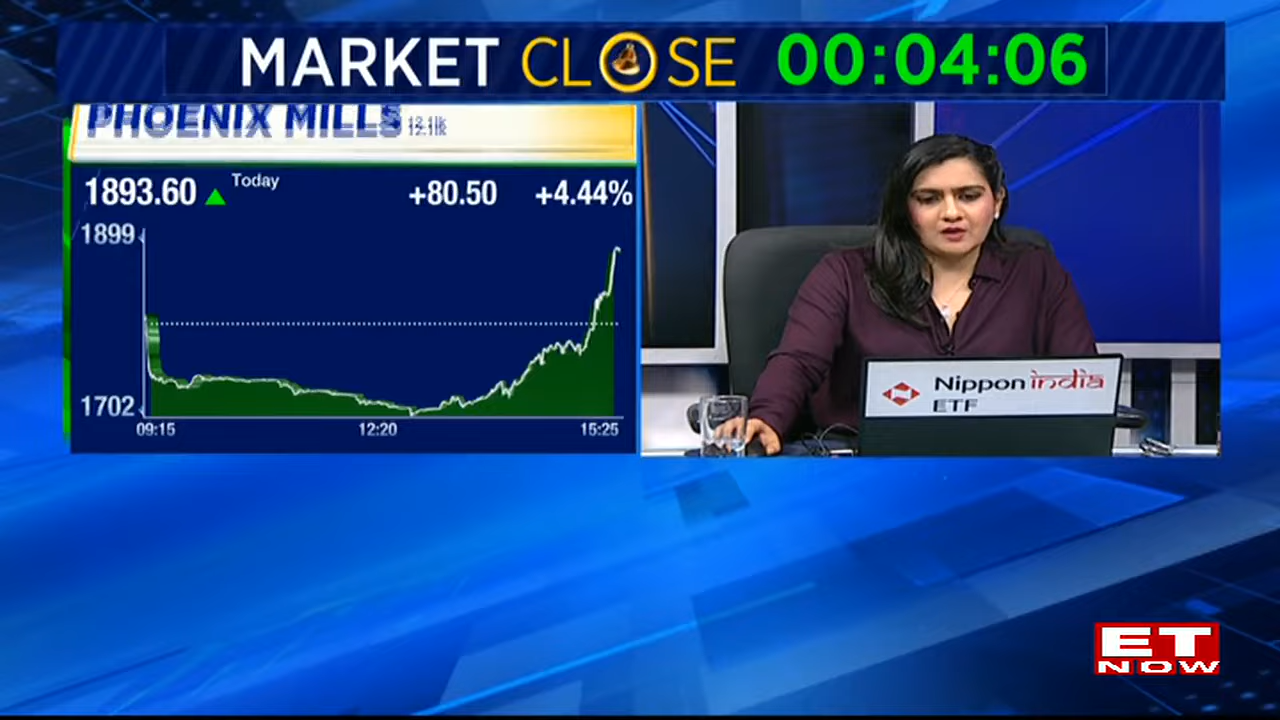 MARKET CLOSE 00:04:06
PHOENIX MILLS
1893.60 Today +80.50 +4.44%
1899
1702
09:15 12:20 15:25
Nippon india
ETF
ET
NOW